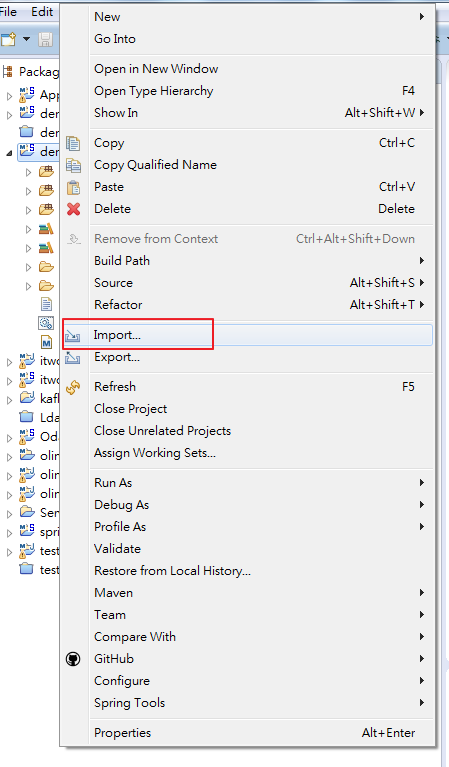 File Edit
Packag
App
der
der
der
itwo
itwo
kafk
Lda
Oda
olin
olin
olin
Ser
spri
test
test
New
Go Into
Open in New Window
Open Type Hierarchy F4
Show In Alt+Shift+W
Copy Ctrl+C
Copy Qualified Name
Paste Ctrl+V
Delete Delete
Remove from Context Ctrl+Alt+Shift+Down
Build Path
Source Alt+Shift+S
Refactor Alt+Shift+T
Import...
Export...
Refresh F5
Close Project
Close Unrelated Projects
Assign Working Sets...
Run As
Debug As
Profile As
Validate
Restore from Local History...
Maven
Team
Compare With
GitHub
Configure
Spring Tools
Properties Alt+Enter